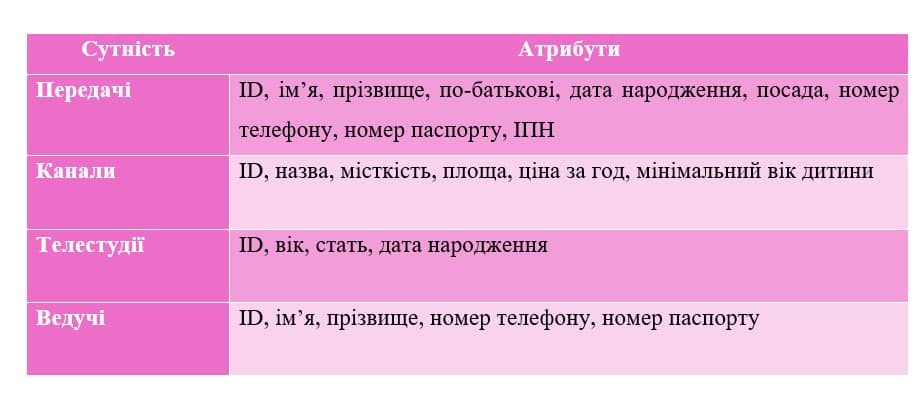 Сутність Атрибути
Передачі ID, ім’я, прізвище, по-батькові, дата народження, посада, номер
телефону, номер паспорту, ІПН
Канали ID, назва, місткість, площа, ціна за год, мінімальний вік дитини
Телестудії ID, вік, стать, дата народження
Ведучі ID, ім’я, прізвище, номер телефону, номер паспорту